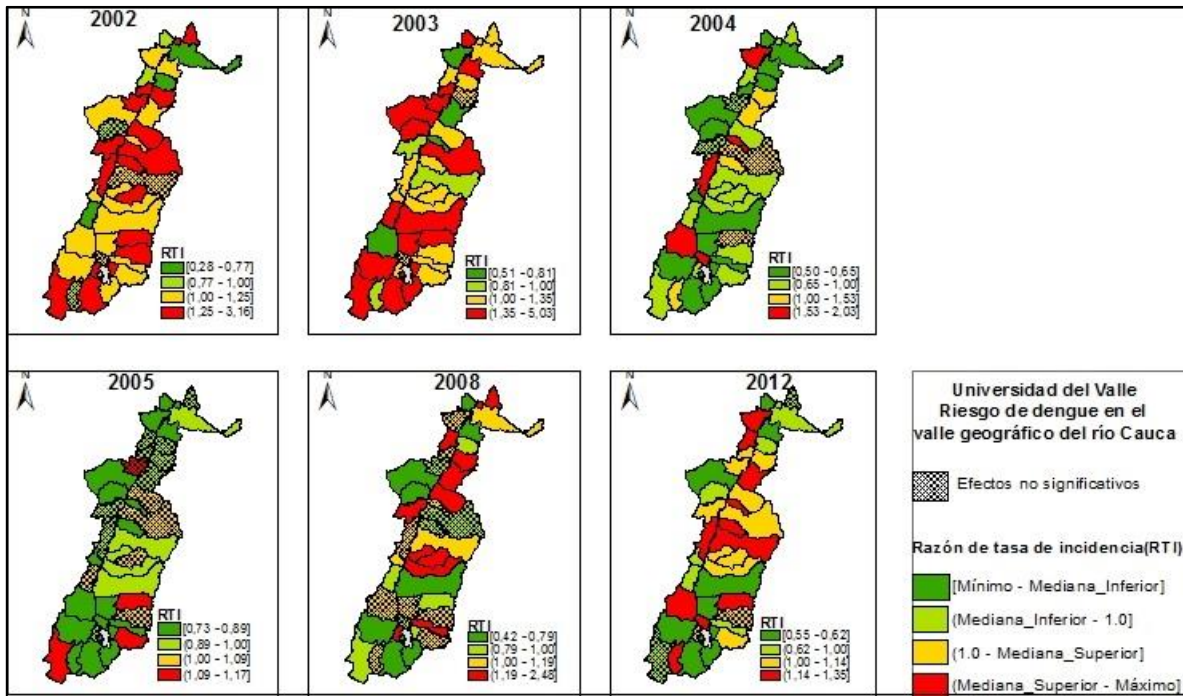 2002
N
RTI
[0,28 - 0,77]
(0,77 - 1,00]
(1,00 - 1,25]
(1,25 - 3,16]
2003
N
RTI
[0,51 - 0,81]
(0,81 - 1,00]
(1,00 - 1,35]
(1,35 - 5,03]
2004
N
RTI
[0,50 - 0,65]
(0,65 - 1,00]
(1,00 - 1,53]
(1,53 - 2,03]
2005
N
RTI
[0,73 - 0,89]
(0,89 - 1,00]
(1,00 - 1,09]
(1,09 - 1,17]
2008
N
RTI
[0,42 - 0,79]
(0,79 - 1,00]
(1,00 - 1,19]
(1,19 - 2,48]
2012
N
RTI
[0,55 - 0,62]
(0,62 - 1,00]
(1,00 - 1,14]
(1,14 - 1,35]
Universidad del Valle
Riesgo de dengue en el
valle geográfico del río Cauca
Efectos no significativos
Razón de tasa de incidencia(RTI)
[Mínimo - Mediana_Inferior]
(Mediana_Inferior - 1.0]
(1.0 - Mediana_Superior]
(Mediana_Superior - Máximo]